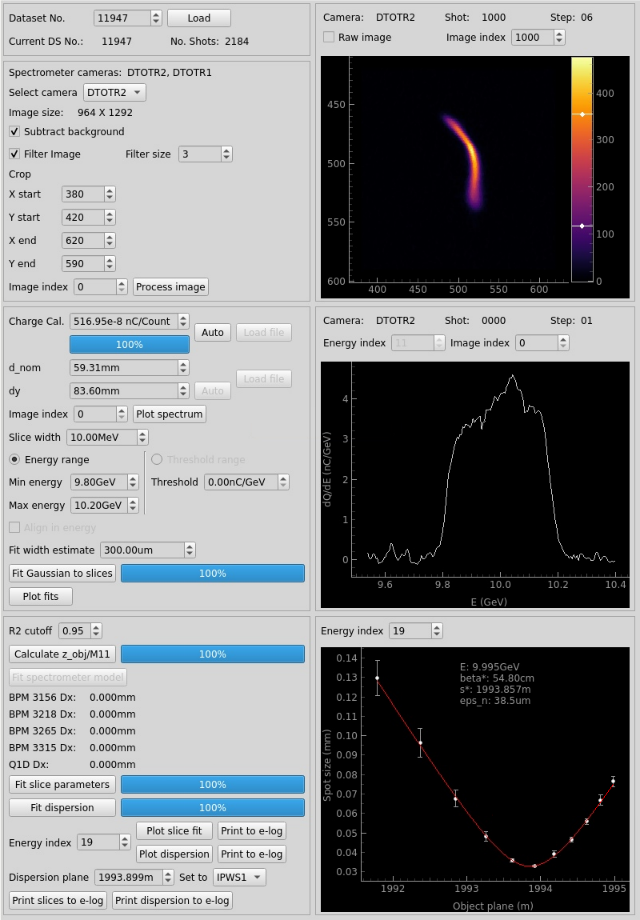 Dataset No. 11947 Load
Current DS No.: 11947 No. Shots: 2184
Spectrometer cameras: DTOTR2, DTOTR1
Select camera DTOTR2
Image size: 964 X 1292
Subtract background
Filter Image Filter size 3
Crop
X start 380
Y start 420
X end 620
Y end 590
Image index 0 Process image
Charge Cal. 516.95e-8 nC/Count Auto Load file
100%
d_nom 59.31mm
Load file
dy 83.60mm Auto
Image index 0 Plot spectrum
Slice width 10.00MeV
Energy range Threshold range
Min energy 9.80GeV Threshold 0.00nC/GeV
Max energy 10.20GeV
Align in energy
Fit width estimate 300.00um
Fit Gaussian to slices 100%
Plot fits
R2 cutoff 0.95
Calculate z_obj/M11 100%
Fit spectrometer model
BPM 3156 Dx: 0.000mm
BPM 3218 Dx: 0.000mm
BPM 3265 Dx: 0.000mm
BPM 3315 Dx: 0.000mm
Q1D Dx: 0.000mm
Fit slice parameters 100%
Fit dispersion 100%
Energy index 19 Plot slice fit Print to e-log
Plot dispersion Print to e-log
Dispersion plane 1993.899m Set to IPWS1
Print slices to e-log Print dispersion to e-log
Camera: DTOTR2 Shot: 1000 Step: 06
Raw image Image index 1000
450
500
550
600
400 450 500 550 600
400
300
200
100
0
Camera: DTOTR2 Shot: 0000 Step: 01
Energy index 11 Image index 0
dQ/dE (nC/GeV)
4
3
2
1
0
9.6 9.8 10.0 10.2 10.4
E (GeV)
Energy index 19
E: 9.995GeV
beta*: 54.80cm
s*: 1993.857m
eps_n: 38.5um
Spot size (mm)
0.14
0.13
0.12
0.11
0.10
0.09
0.08
0.07
0.06
0.05
0.04
0.03
1992 1993 1994 1995
Object plane (m)